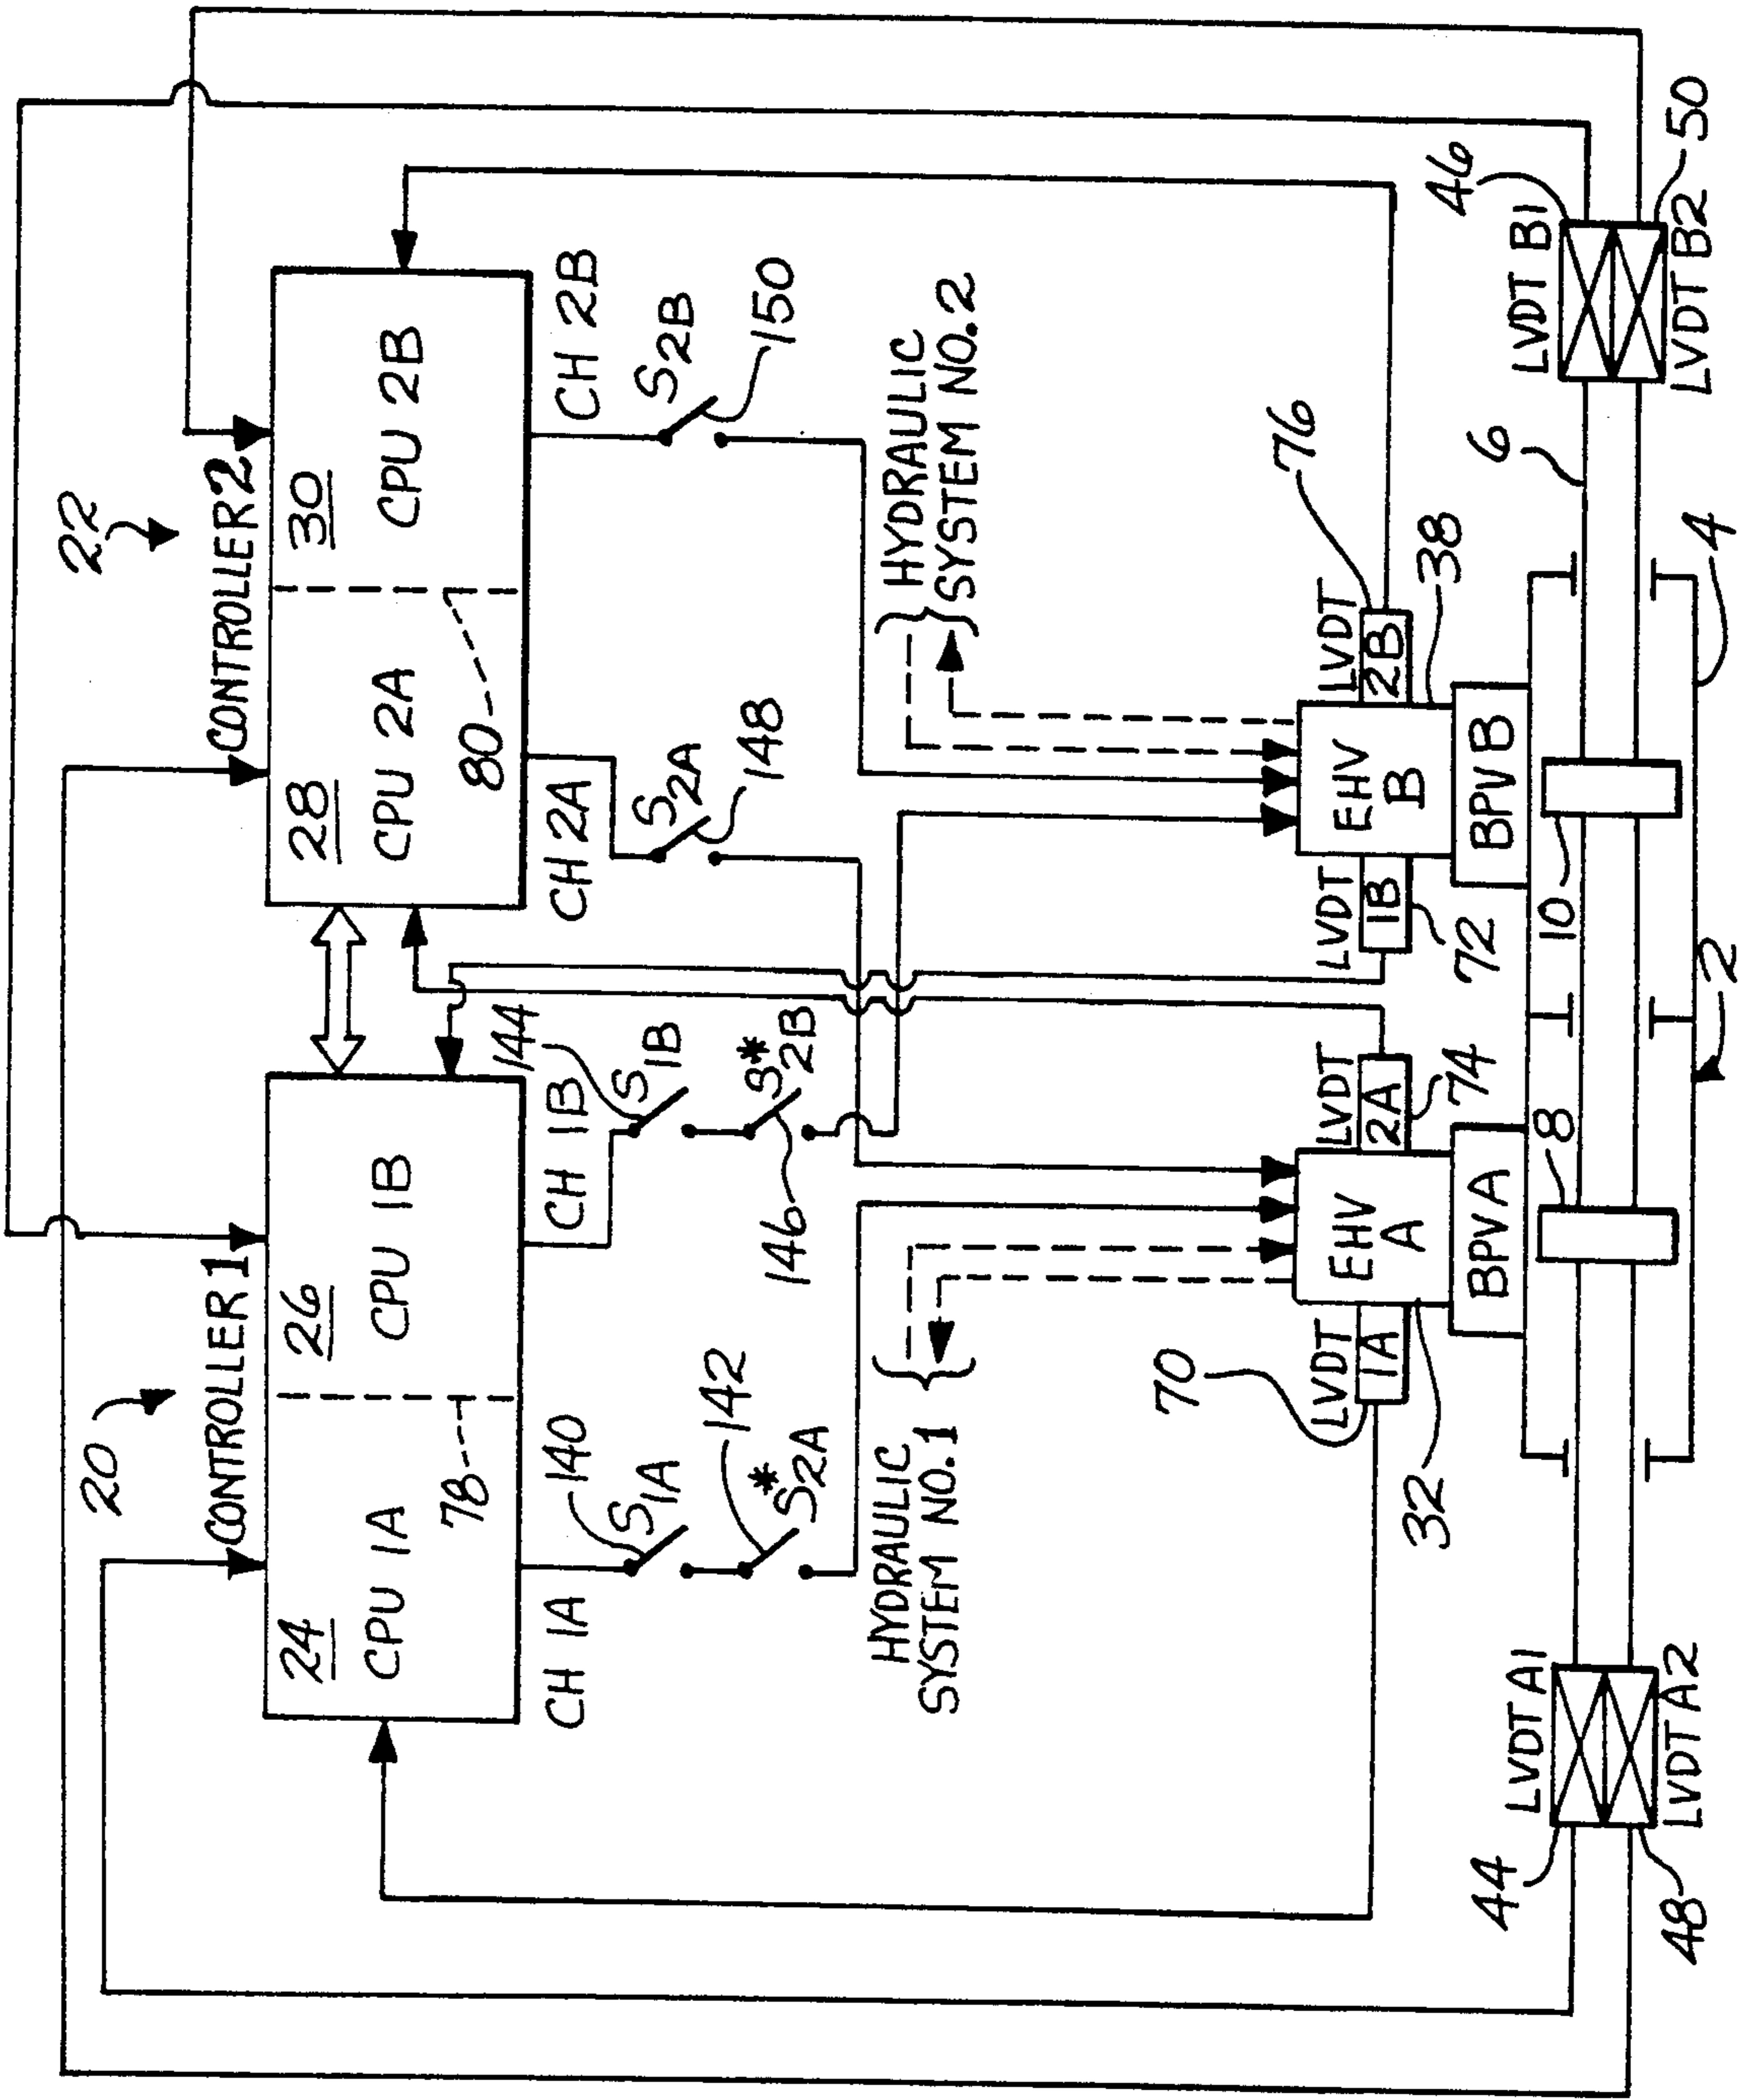 22
20
CONTROLLER 1
CONTROLLER 2
24
26
28
30
CPU 1A
CPU 1B
CPU 2A
CPU 2B
78
80
CH 1A
CH 1B
CH 2A
CH 2B
140
S1A
142
S*2A
144
S1B
146
S*2B
S2A
148
S2B
150
HYDRAULIC
SYSTEM NO.1
HYDRAULIC
SYSTEM NO.2
70
LVDT
1A
EHV
A
LVDT
2A
74
32
LVDT
1B
72
EHV
B
LVDT
2B
76
38
BPV A
BPV B
8
10
6
4
2
LVDT A1
44
LVDT A2
48
LVDT B1
46
LVDT B2
50